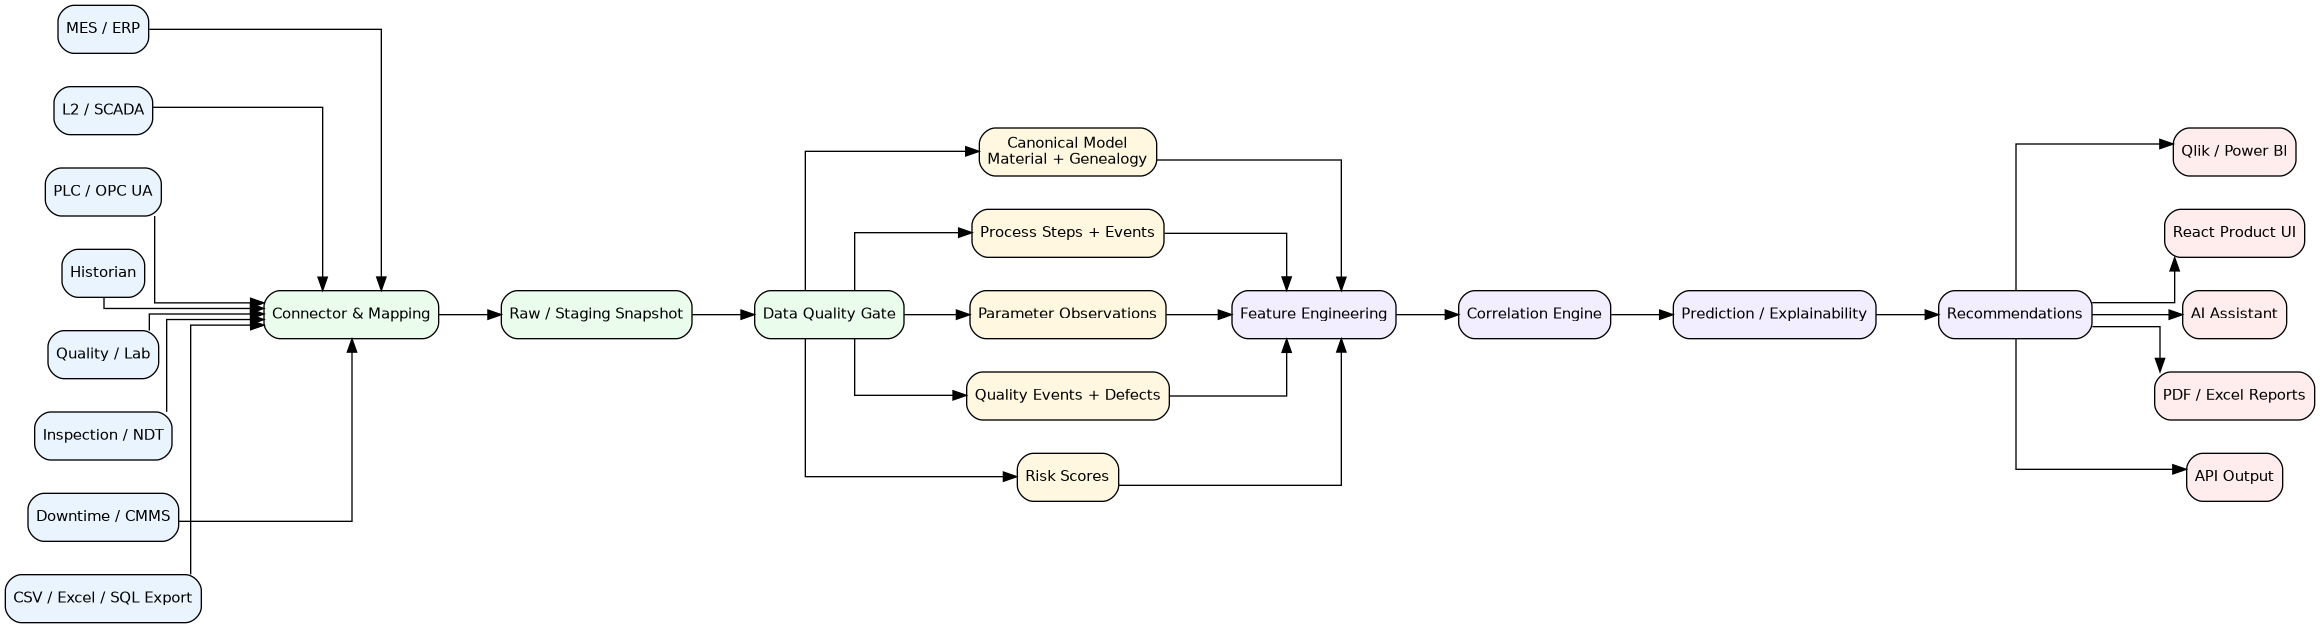 MES / ERP
L2 / SCADA
PLC / OPC UA
Historian
Quality / Lab
Inspection / NDT
Downtime / CMMS
CSV / Excel / SQL Export
Connector & Mapping
Raw / Staging Snapshot
Data Quality Gate
Canonical Model
Material + Genealogy
Process Steps + Events
Parameter Observations
Quality Events + Defects
Risk Scores
Feature Engineering
Correlation Engine
Prediction / Explainability
Recommendations
Qlik / Power BI
React Product UI
AI Assistant
PDF / Excel Reports
API Output